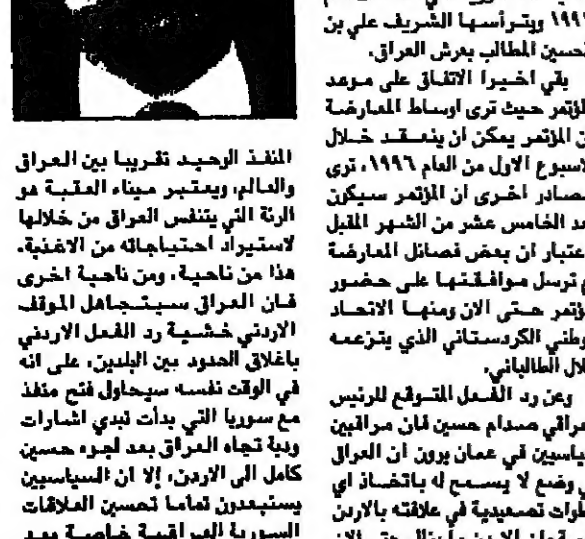 ١٩٩٦ ويترأسها الشريف علي بن
الحسين المطالب بعرش العراق.
بقي اخيرا الاتفاق على موعد
المؤتمر حيث ترى اوساط المعارضة
ان المؤتمر يمكن ان ينعقد خلال
الاسبوع الاول من العام ١٩٩٦، ترى
مصادر اخرى ان المؤتمر سيكون
بعد الخامس عشر من الشهر المقبل
باعتبار ان بعض فصائل المعارضة
لم ترسل موافقتها على حضور
المؤتمر حتى الان ومنها الاتحاد
الوطني الكردستاني الذي يتزعمه
جلال الطالباني.
وعن رد الفعل المتوقع للرئيس
العراقي صدام حسين فان مراقبين
سياسيين في عمان يرون ان العراق
في وضع لا يسمح له باتخاذ اي
خطوات تصعيدية في علاقته بالاردن
المنفذ الوحيد تقريبا بين العراق
والعالم، ويعتبر ميناء العقبة هو
الرئة التي يتنفس العراق من خلالها
لاستيراد احتياجاته من الاغذية.
هذا من ناحية، ومن ناحية اخرى
فان العراق سيتجاهل الموقف
الاردني خشية رد الفعل الاردني
باغلاق الحدود بين البلدين، على انه
في الوقت نفسه سيحاول فتح منفذ
مع سوريا التي بدأت تبدي اشارات
ودية تجاه العراق بعد لجوء حسين
كامل الى الاردن، إلا ان السياسيين
يستبعدون تماما تحسين العلاقات
السورية العراقية خاصة بعد